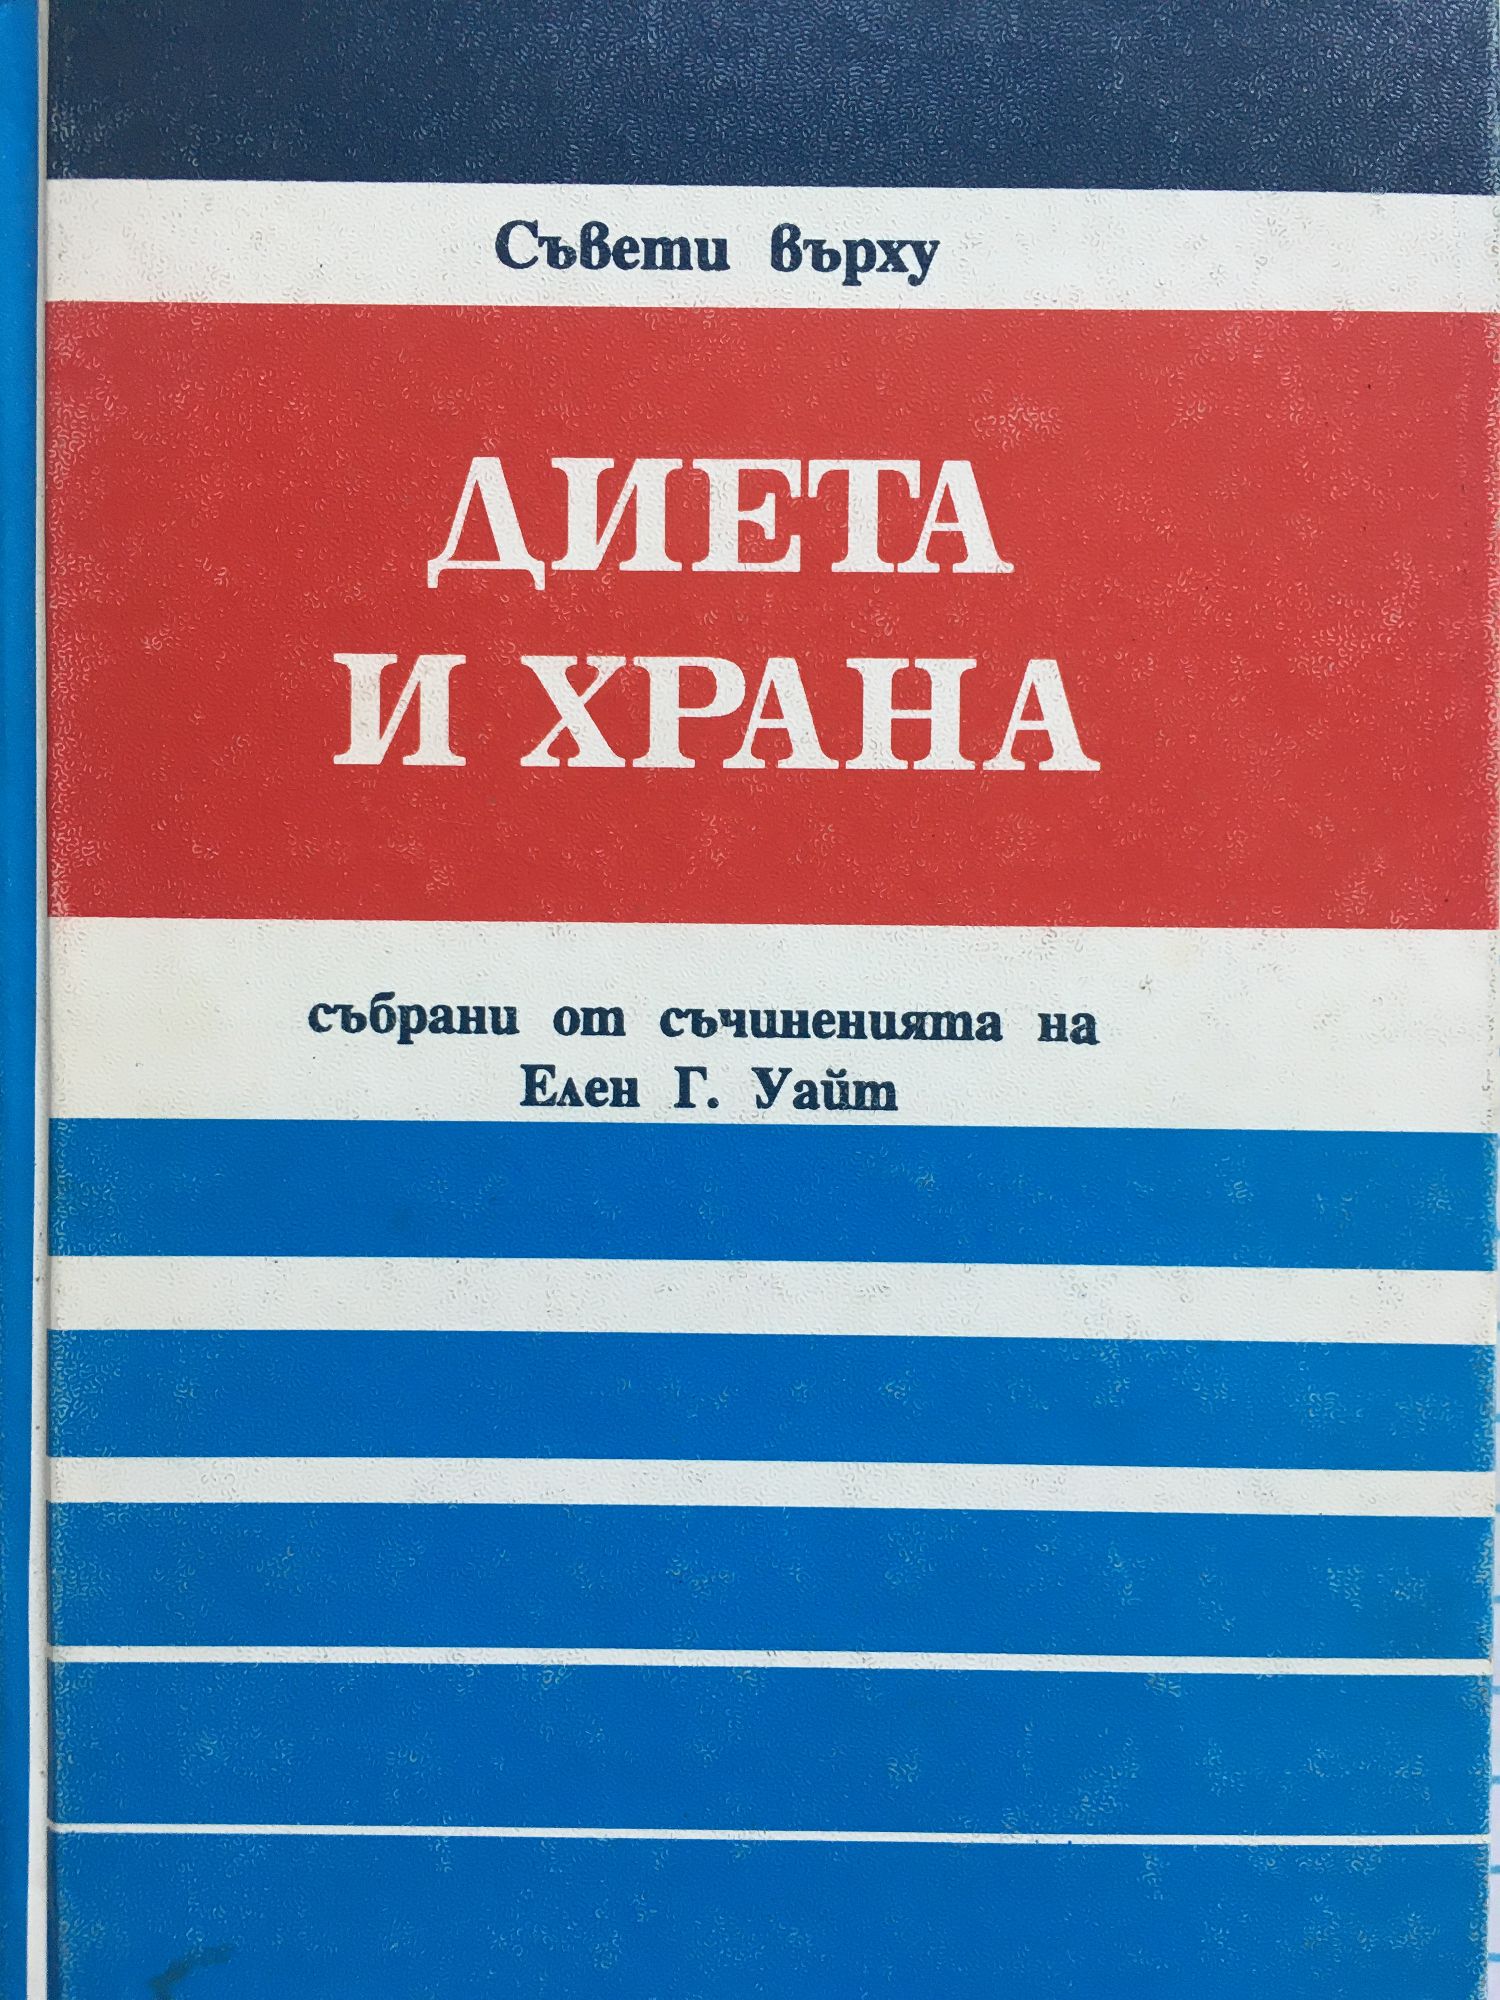 Съвети върху
ДИЕТА
И ХРАНА
събрани от съчиненията на
Елен Г. Уайт